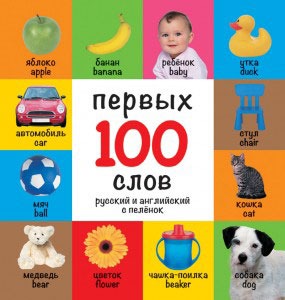 яблоко
apple
банан
banana
ребёнок
baby
утка
duck
автомобиль
car
первых
100
слов
русский и английский
с пелёнок
стул
chair
мяч
ball
кошка
cat
медведь
bear
цветок
flower
чашка-поилка
beaker
собака
dog